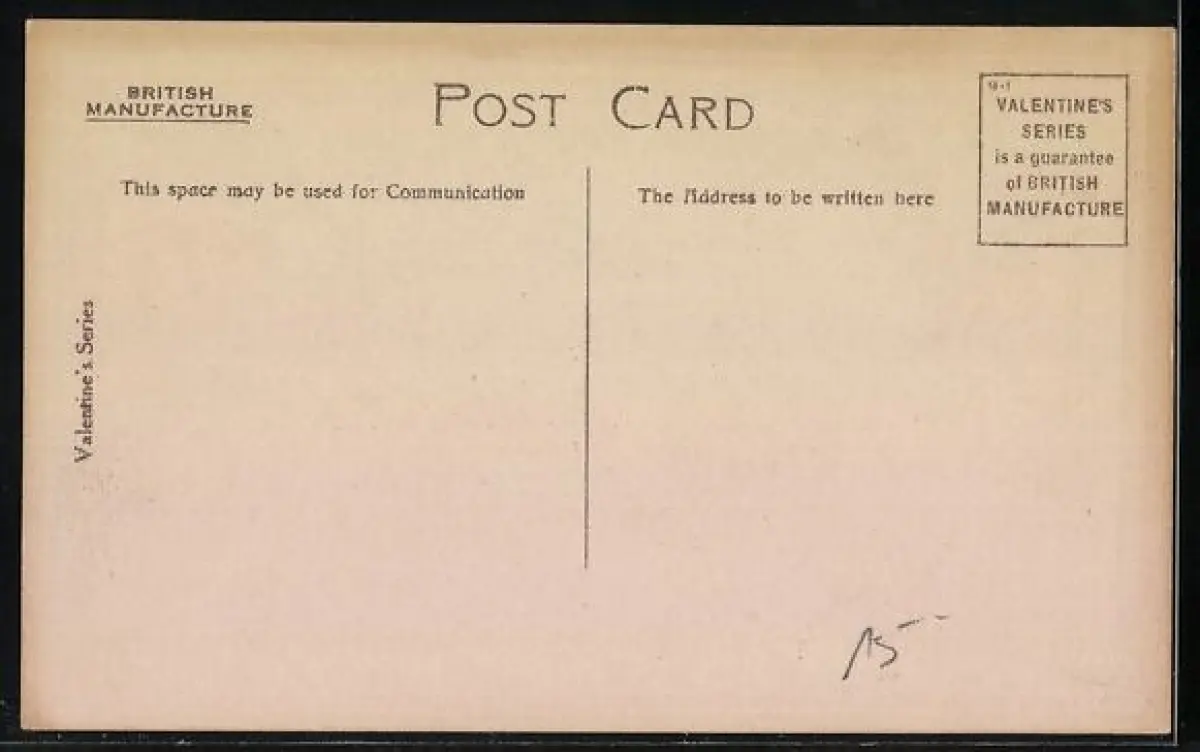 BRITISH
MANUFACTURE
POST CARD
VALENTINE'S
SERIES
is a guarantee
of BRITISH
MANUFACTURE
This space may be used for Communication
The Address to be written here
Valentine's Series
15-